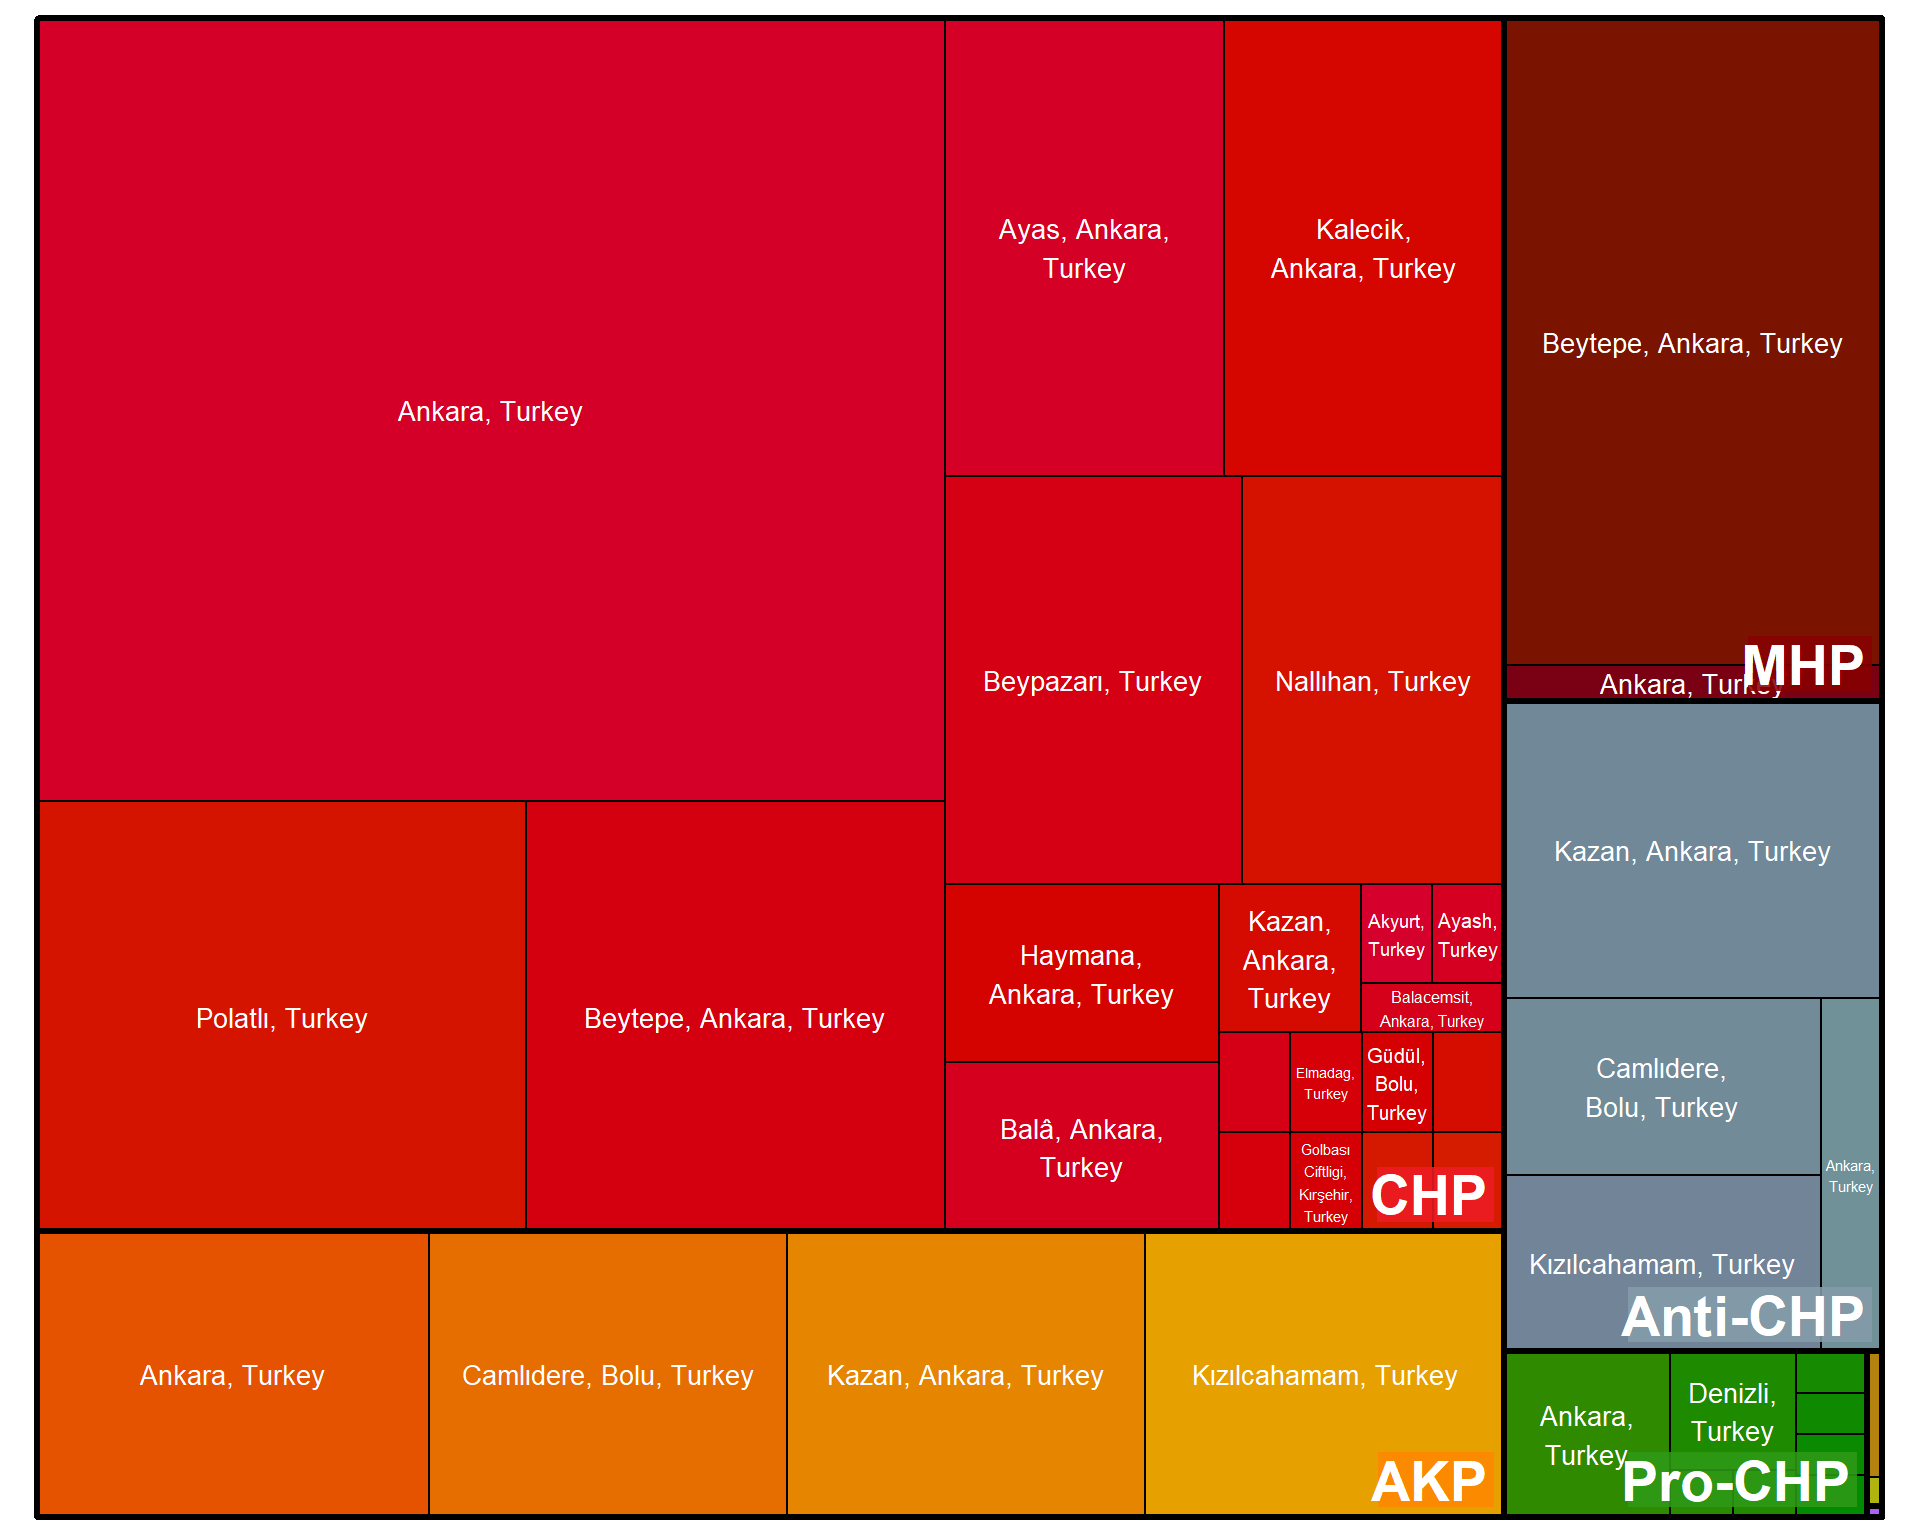 Ankara, Turkey
Ayas, Ankara,
Turkey
Kalecik,
Ankara, Turkey
Beypazarı, Turkey
Nallıhan, Turkey
Polatlı, Turkey
Beytepe, Ankara, Turkey
Haymana,
Ankara, Turkey
Balâ, Ankara,
Turkey
Kazan,
Ankara,
Turkey
Akyurt,
Turkey
Ayash,
Turkey
Balacemsit,
Ankara, Turkey
Elmadag,
Turkey
Güdül,
Bolu,
Turkey
Golbası
Ciftligi,
Kırşehir,
Turkey
CHP
Ankara, Turkey
Camlıdere, Bolu, Turkey
Kazan, Ankara, Turkey
Kızılcahamam, Turkey
AKP
Beytepe, Ankara, Turkey
Ankara, Turkey
MHP
Kazan, Ankara, Turkey
Camlıdere,
Bolu, Turkey
Ankara,
Turkey
Kızılcahamam, Turkey
Anti-CHP
Ankara,
Turkey
Denizli,
Turkey
Pro-CHP